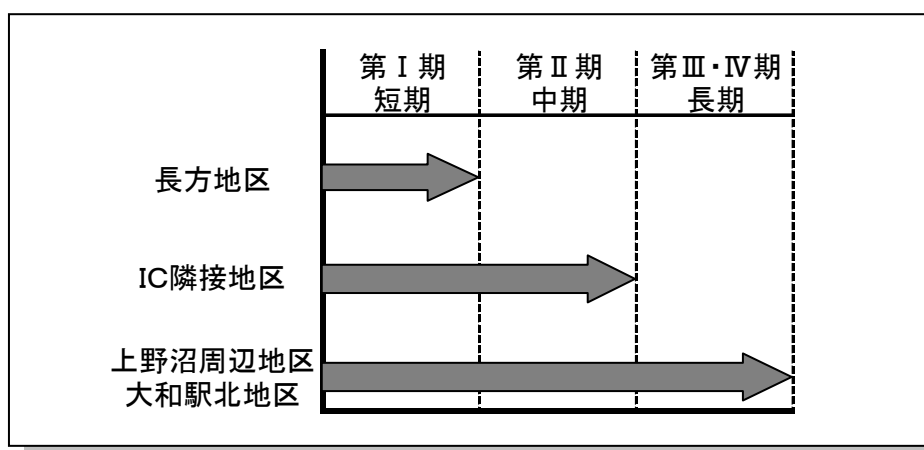 第Ⅰ期 第Ⅱ期 第Ⅲ・Ⅳ期
短期 中期 長期
長方地区
IC隣接地区
上野沼周辺地区
大和駅北地区